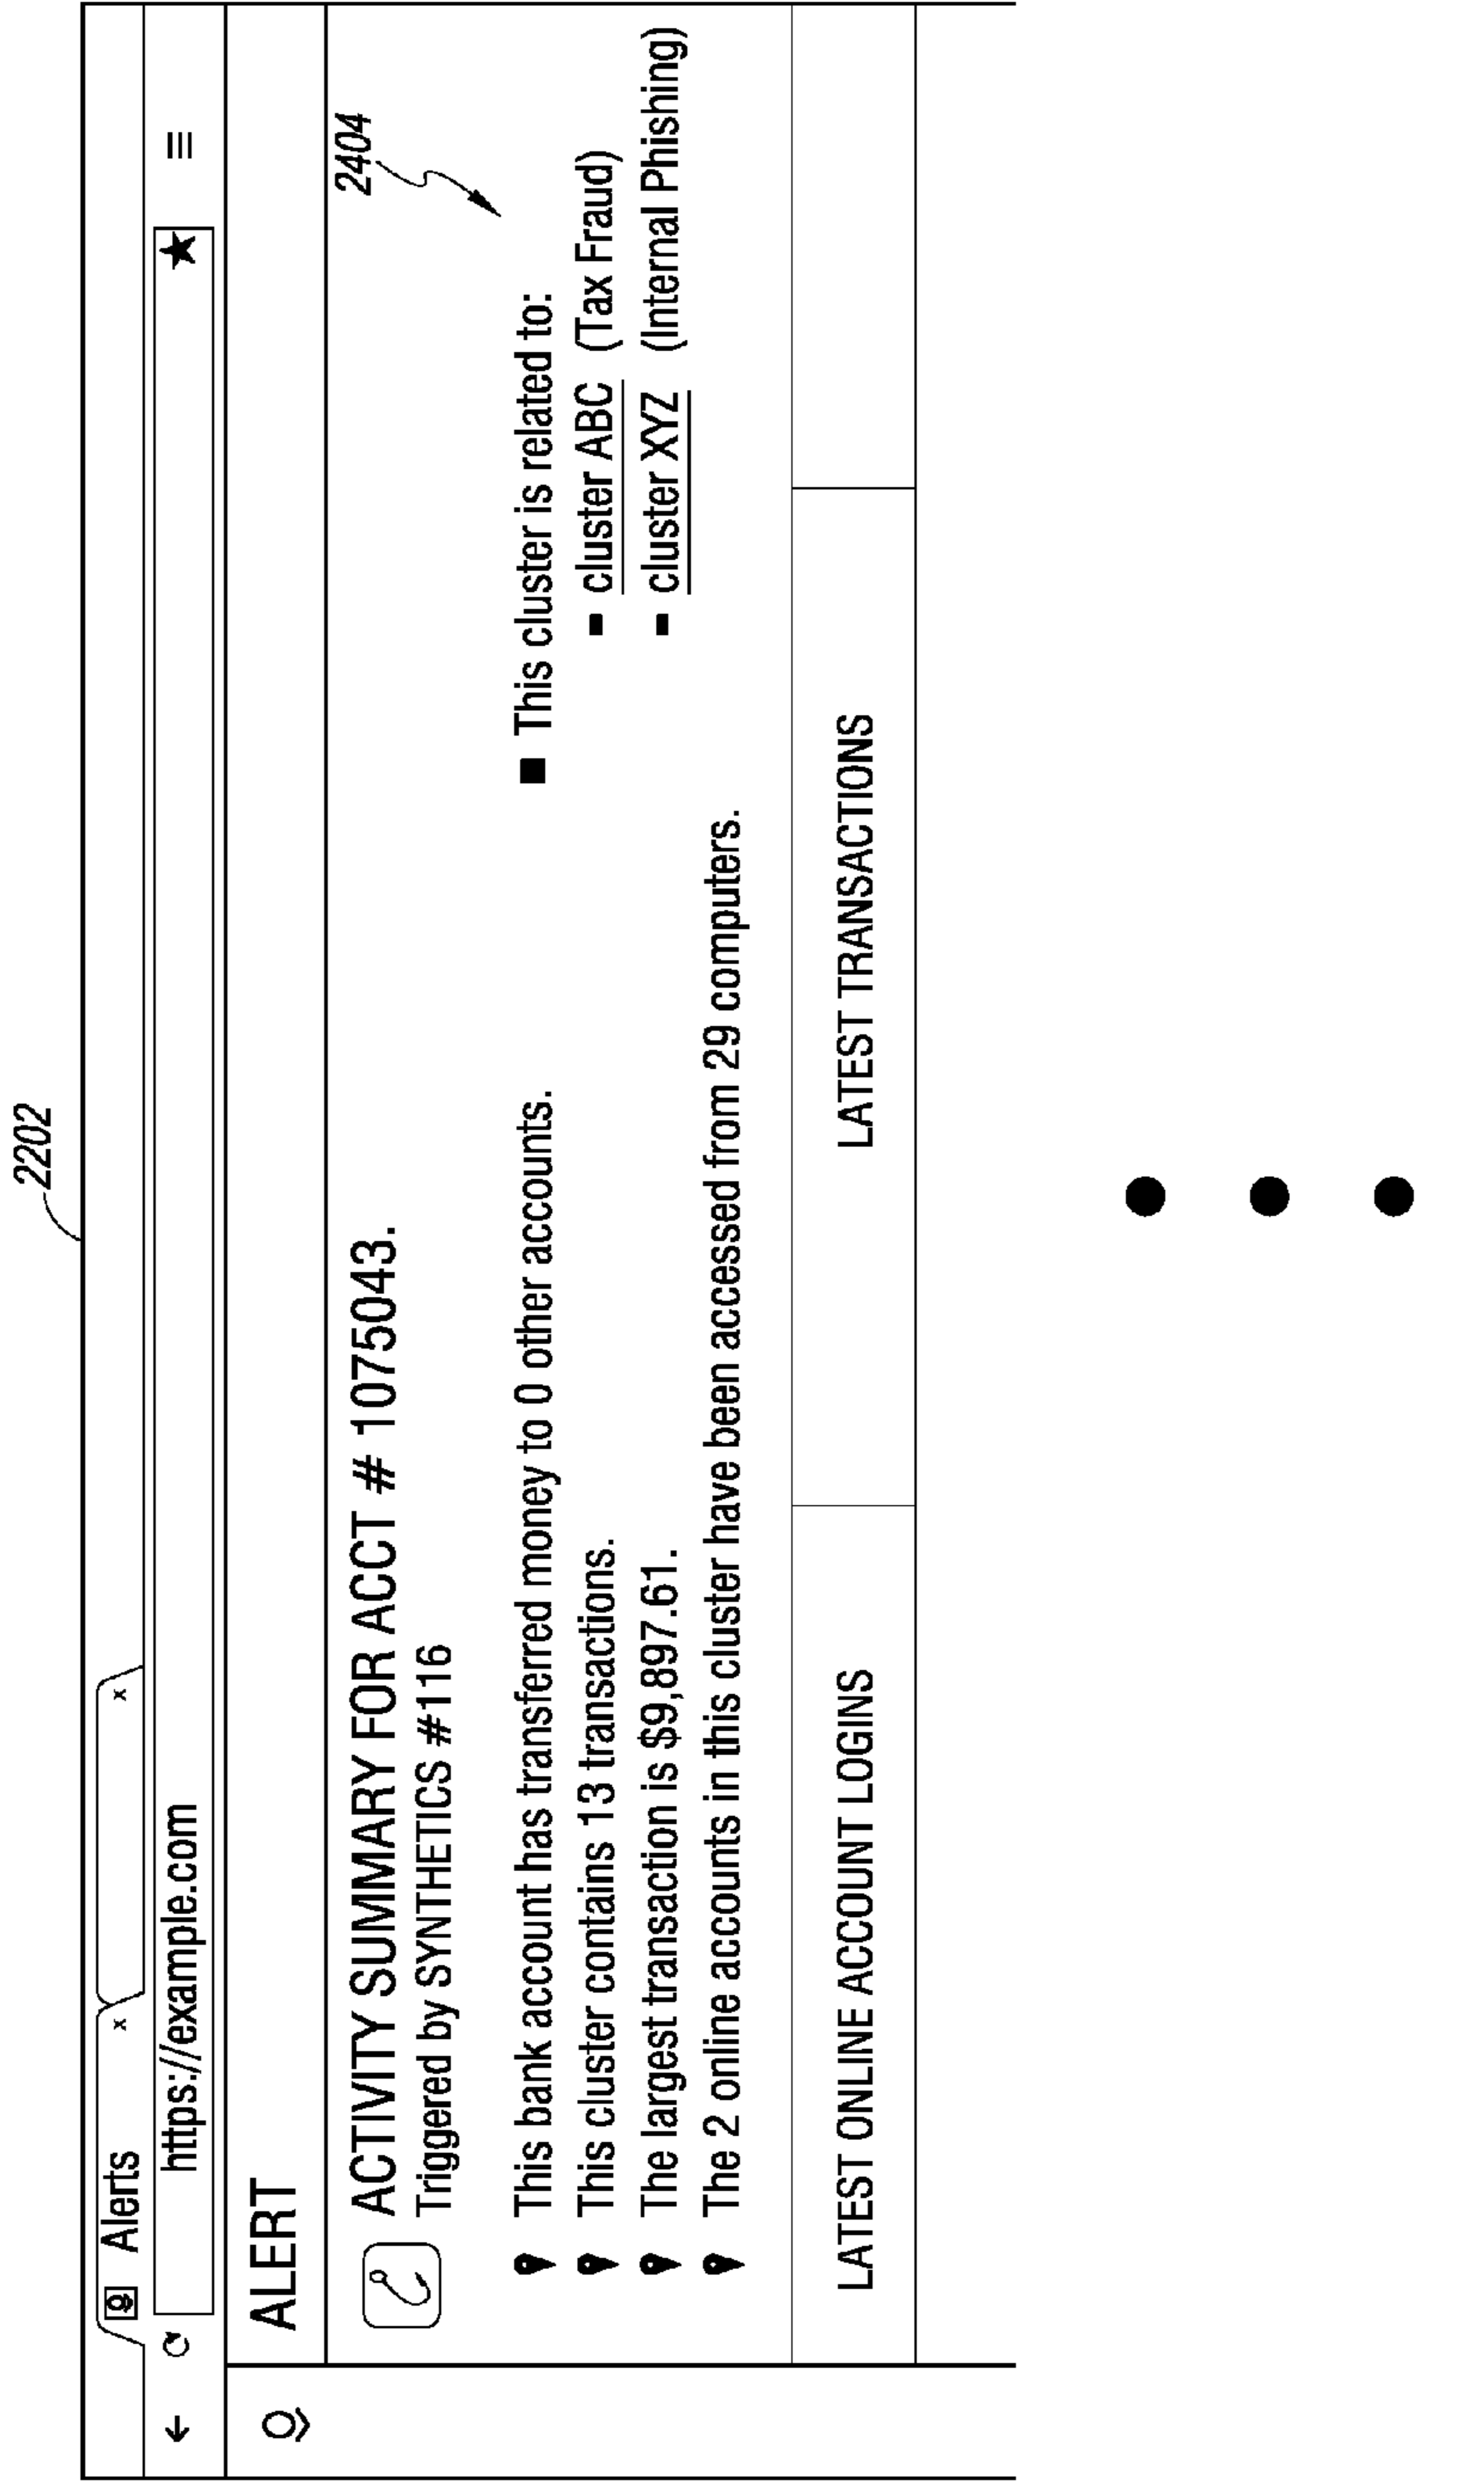 2202
Alerts
https://example.com
ALERT
2404
ACTIVITY SUMMARY FOR ACCT # 1075043.
Triggered by SYNTHETICS #116
This bank account has transferred money to 0 other accounts.
This cluster contains 13 transactions.
The largest transaction is $9,897.61.
The 2 online accounts in this cluster have been accessed from 29 computers.
This cluster is related to:
- cluster ABC (Tax Fraud)
- cluster XYZ (Internal Phishing)
LATEST ONLINE ACCOUNT LOGINS
LATEST TRANSACTIONS